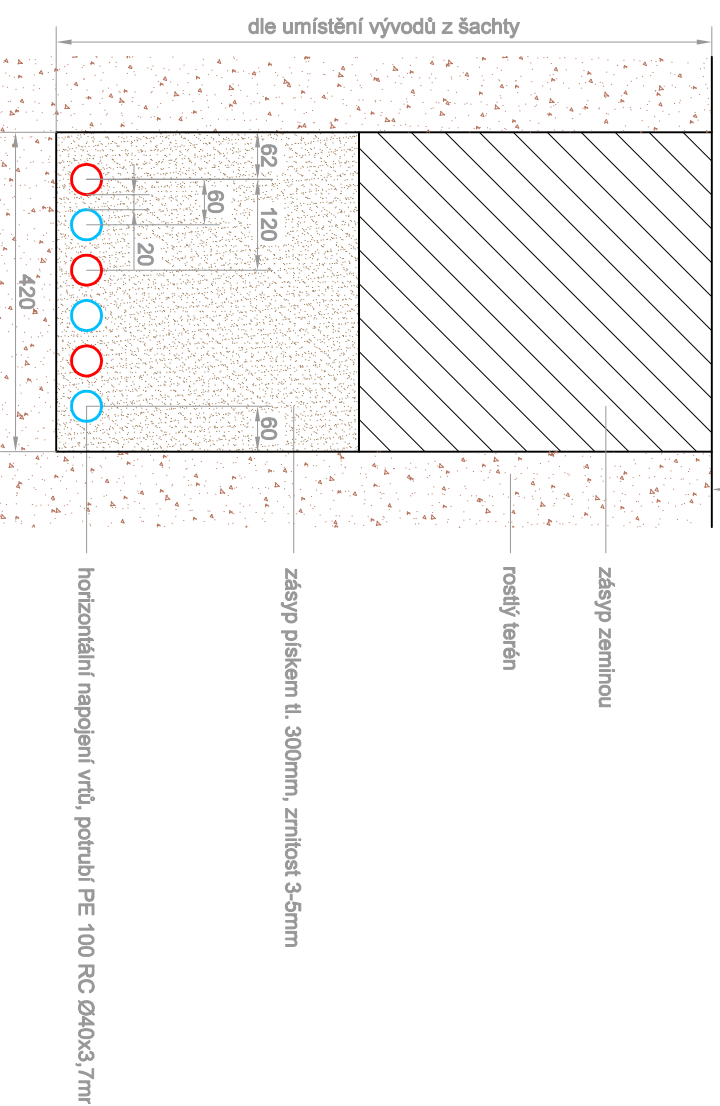 dle umístění vývodů z šachty
62
120
60
20
60
420
zásyp zeminou
rostlý terén
zásyp pískem tl. 300mm, zrnitost 3-5mm
horizontální napojení vrtů, potrubí PE 100 RC Ø40x3,7mm